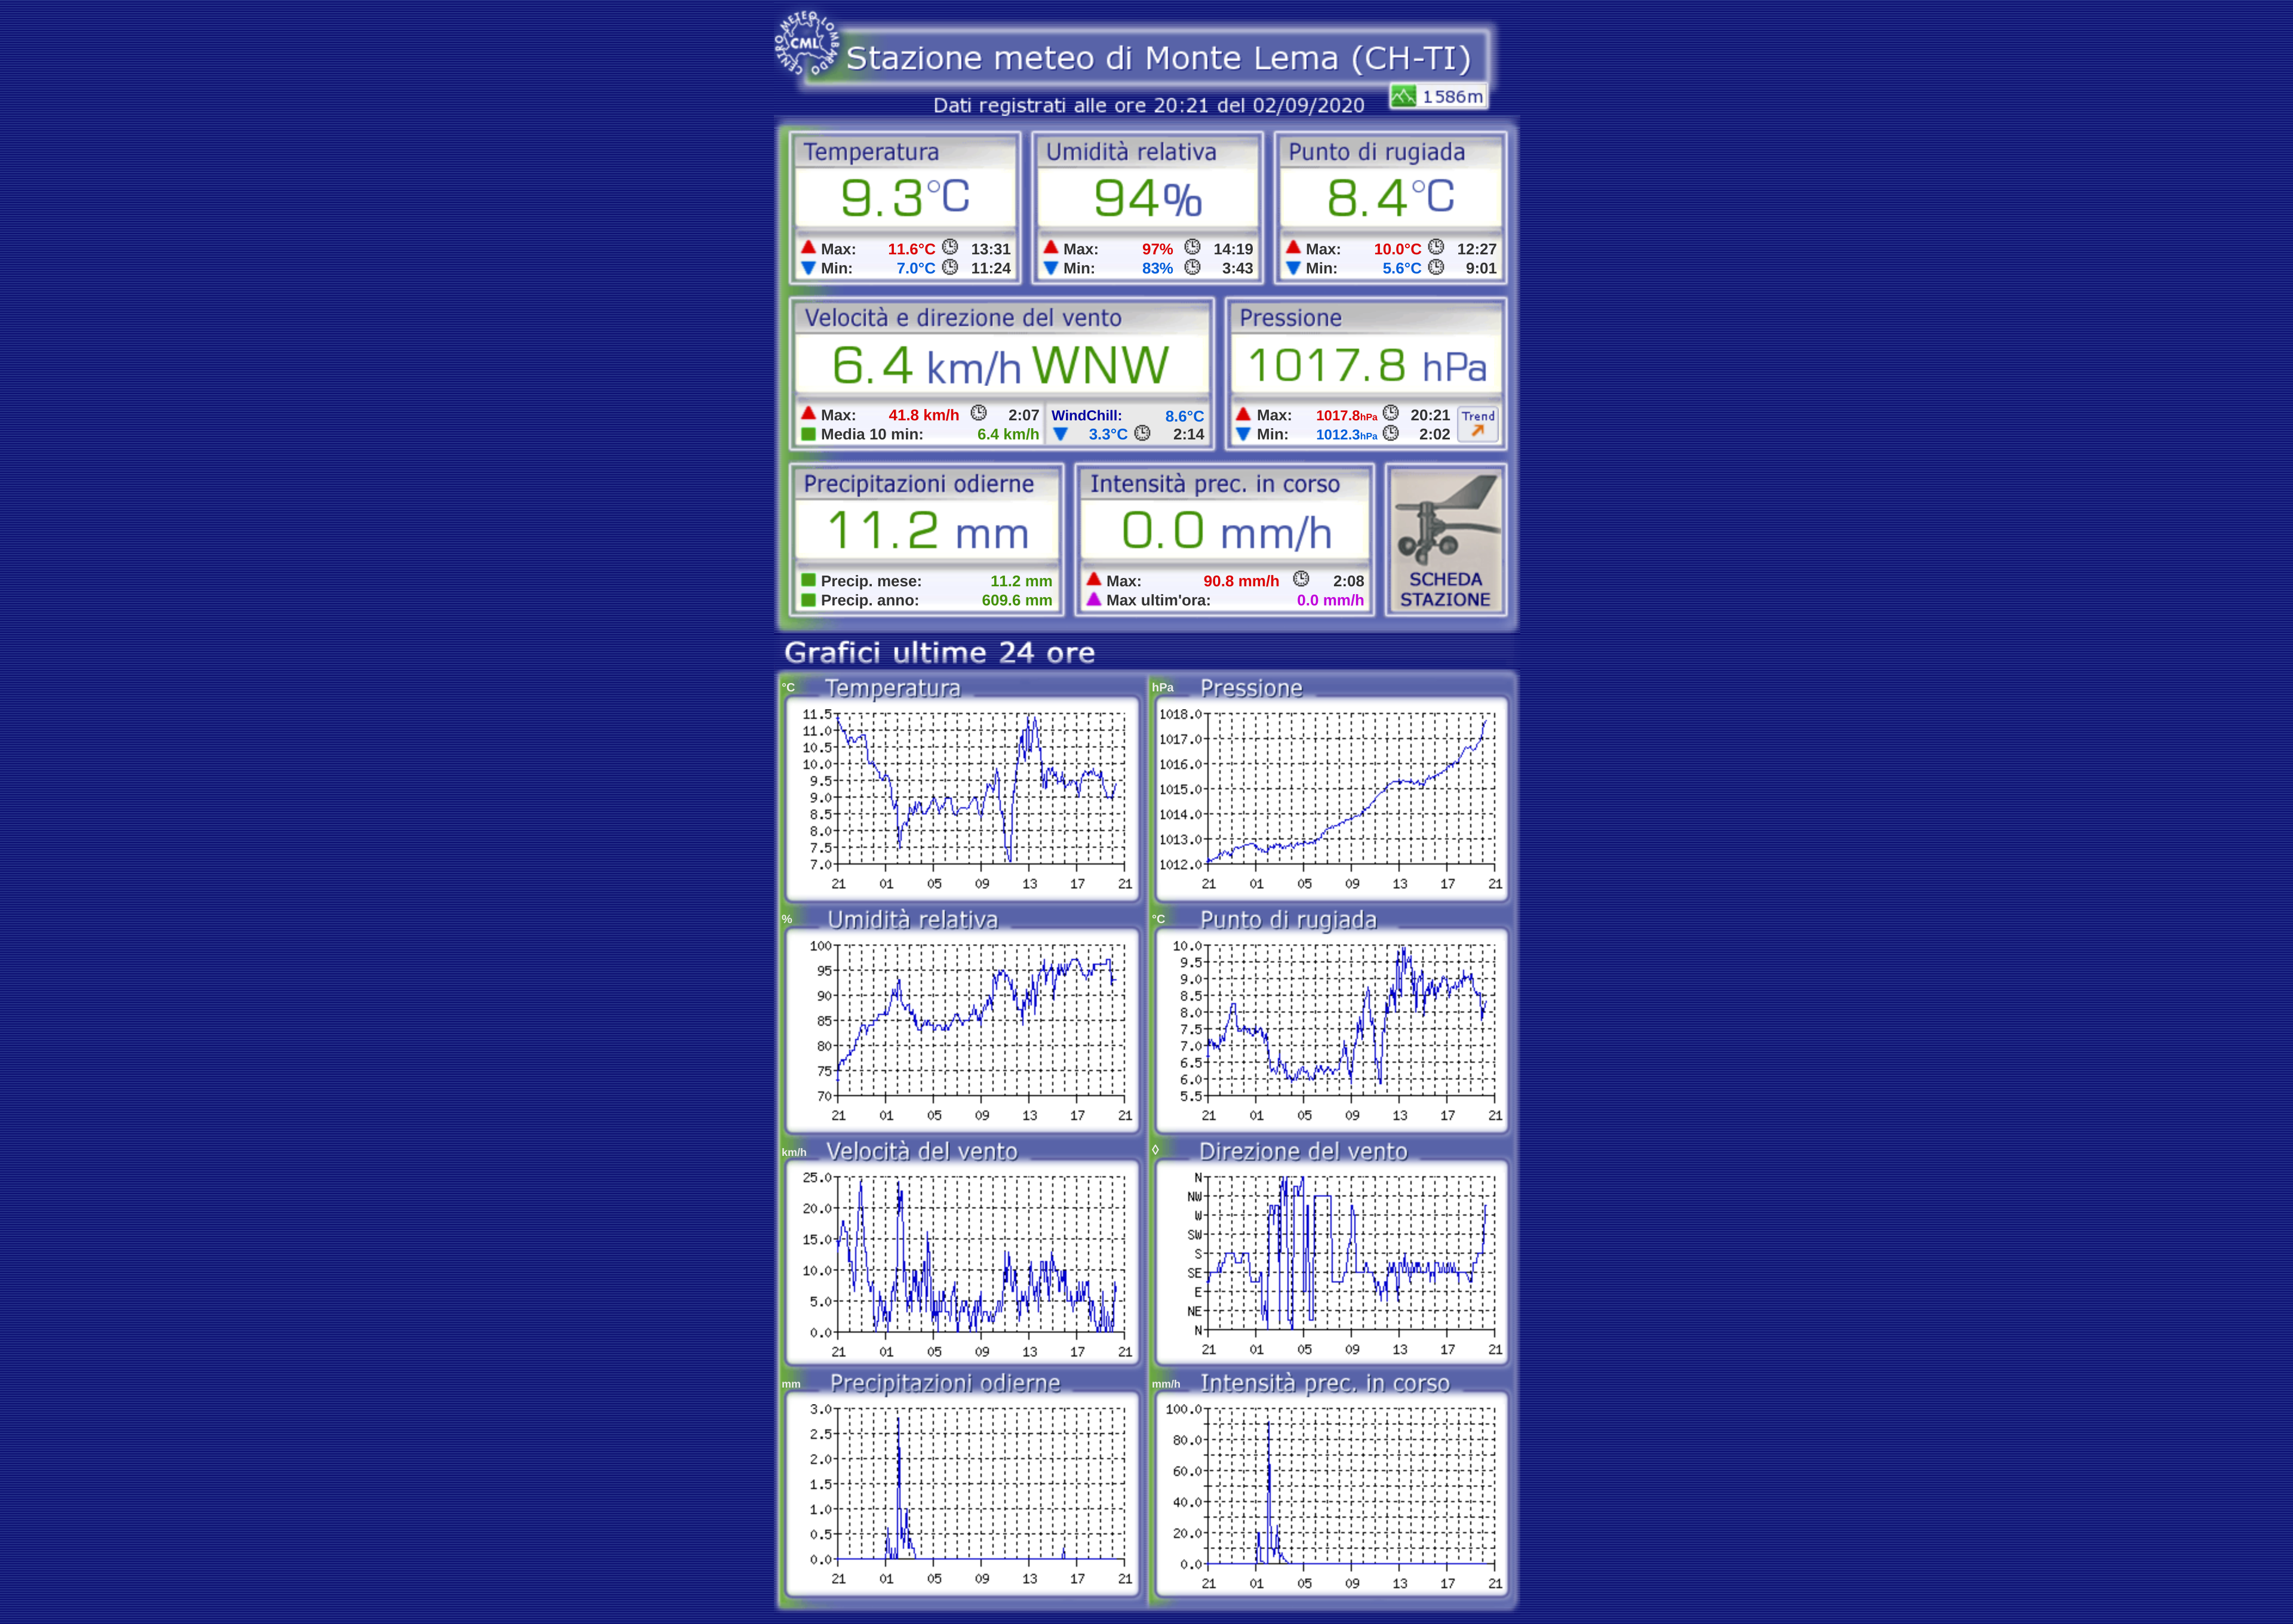 CENTRO METEO LOMBARDO
CML
Stazione meteo di Monte Lema (CH-TI)
1586m
Dati registrati alle ore 20:21 del 02/09/2020
Temperatura
9.3°C
Max: 11.6°C 13:31
Min: 7.0°C 11:24
Umidità relativa
94%
Max: 97% 14:19
Min: 83% 3:43
Punto di rugiada
8.4°C
Max: 10.0°C 12:27
Min: 5.6°C 9:01
Velocità e direzione del vento
6.4 km/h WNW
Max: 41.8 km/h 2:07
Media 10 min: 6.4 km/h
WindChill: 8.6°C
3.3°C 2:14
Pressione
1017.8 hPa
Max: 1017.8hPa 20:21
Min: 1012.3hPa 2:02
Trend
Precipitazioni odierne
11.2 mm
Precip. mese: 11.2 mm
Precip. anno: 609.6 mm
Intensità prec. in corso
0.0 mm/h
Max: 90.8 mm/h 2:08
Max ultim'ora: 0.0 mm/h
SCHEDA
STAZIONE
Grafici ultime 24 ore
°C Temperatura
11.5
11.0
10.5
10.0
9.5
9.0
8.5
8.0
7.5
7.0
21 01 05 09 13 17 21
hPa Pressione
1018.0
1017.0
1016.0
1015.0
1014.0
1013.0
1012.0
21 01 05 09 13 17 21
% Umidità relativa
100
95
90
85
80
75
70
21 01 05 09 13 17 21
°C Punto di rugiada
10.0
9.5
9.0
8.5
8.0
7.5
7.0
6.5
6.0
5.5
21 01 05 09 13 17 21
km/h Velocità del vento
25.0
20.0
15.0
10.0
5.0
0.0
21 01 05 09 13 17 21
◊ Direzione del vento
N
NW
W
SW
S
SE
E
NE
N
21 01 05 09 13 17 21
mm Precipitazioni odierne
3.0
2.5
2.0
1.5
1.0
0.5
0.0
21 01 05 09 13 17 21
mm/h Intensità prec. in corso
100.0
80.0
60.0
40.0
20.0
0.0
21 01 05 09 13 17 21